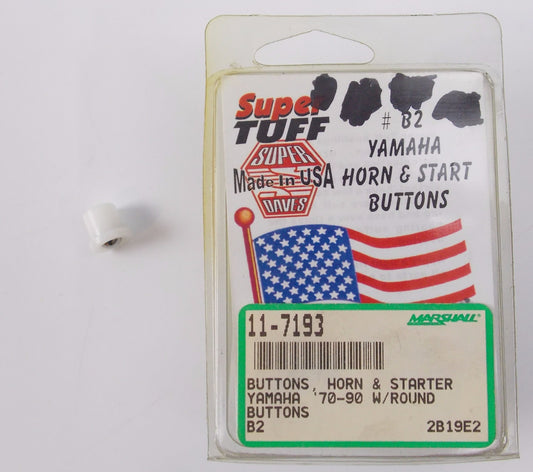 Super
TUFF
# B2
YAMAHA
HORN & START
BUTTONS
SUPER
Made In USA
DAVES
11-7193
MARSHALL
BUTTONS, HORN & STARTER
YAMAHA '70-90 W/ROUND
BUTTONS
B2 2B19E2